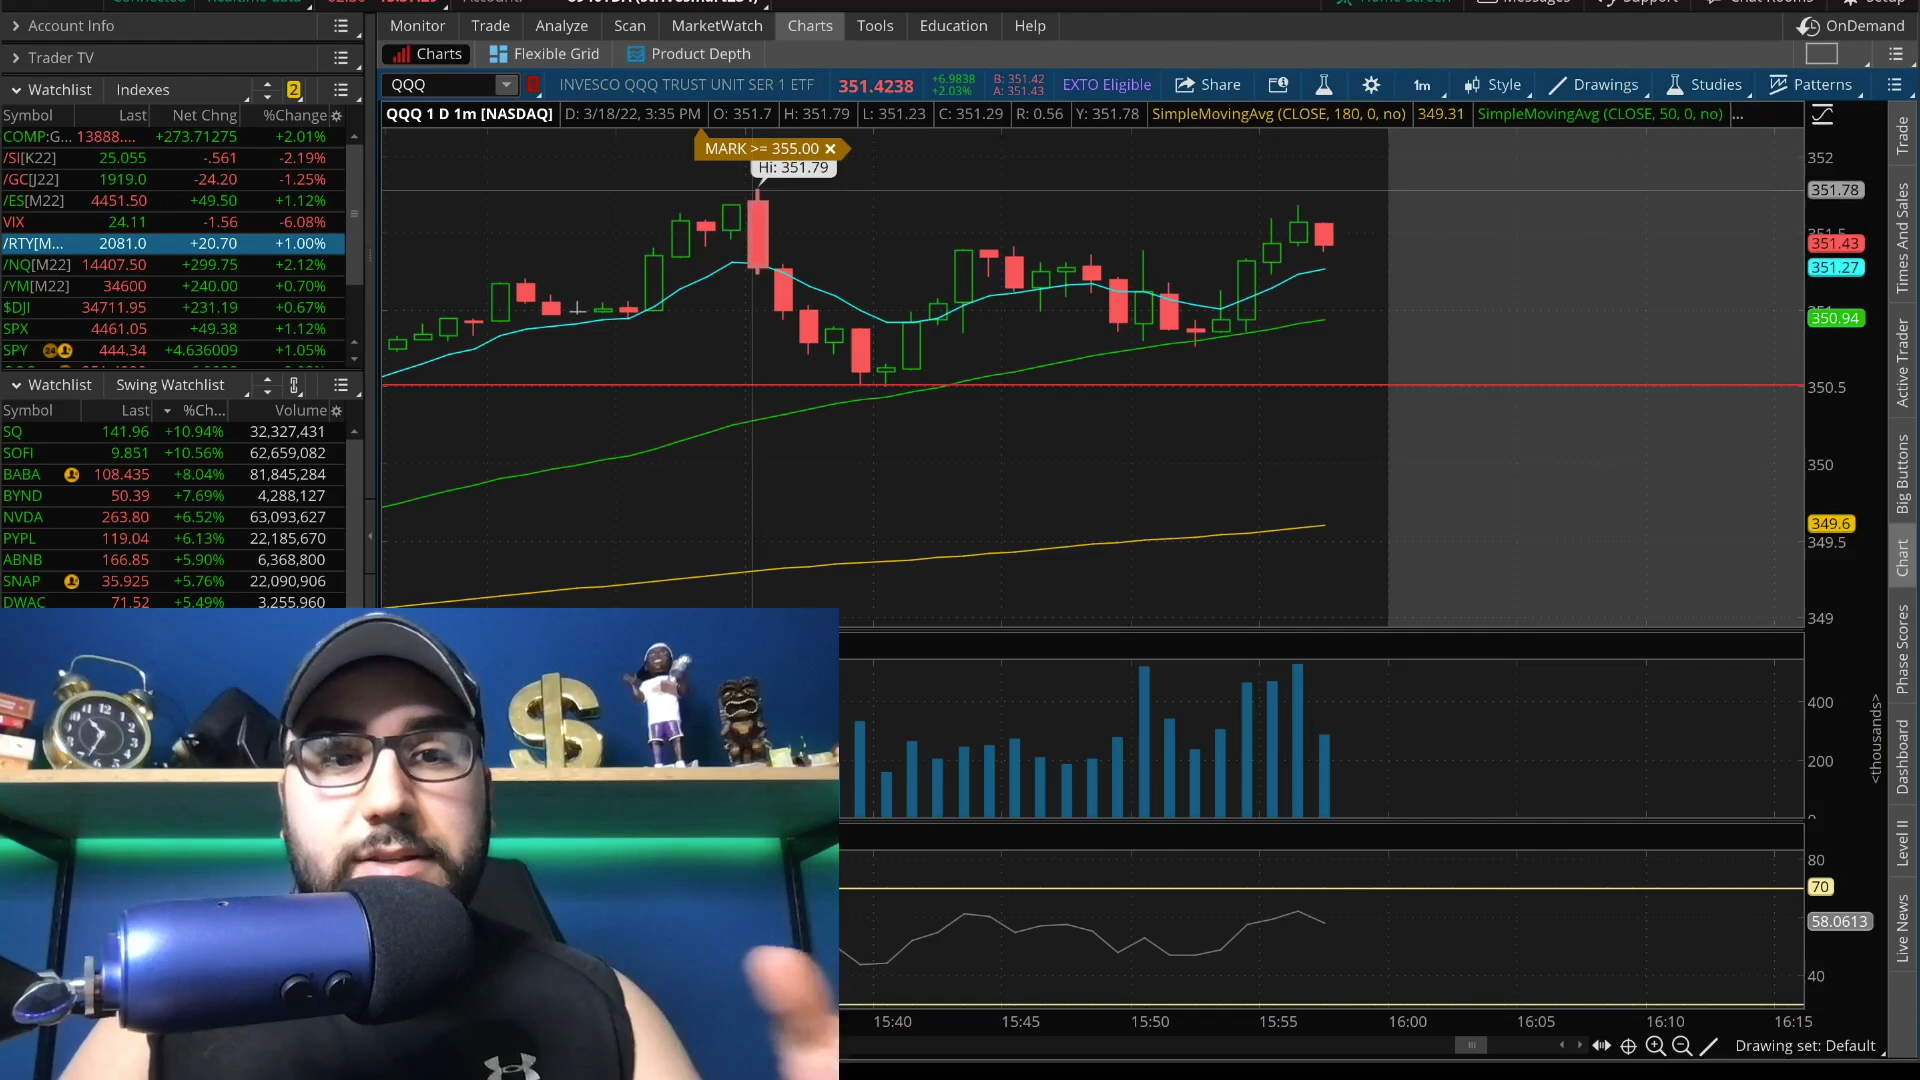 Account Info
Trader TV
Watchlist Indexes 2
Symbol Last Net Chng %Change
COMP:G... 13888.... +273.71275 +2.01%
/SI[K22] 25.055 -.561 -2.19%
/GC[J22] 1919.0 -24.20 -1.25%
/ES[M22] 4451.50 +49.50 +1.12%
VIX 24.11 -1.56 -6.08%
/RTY[M... 2081.0 +20.70 +1.00%
/NQ[M22] 14407.50 +299.75 +2.12%
/YM[M22] 34600 +240.00 +0.70%
$DJI 34711.95 +231.19 +0.67%
SPX 4461.05 +49.38 +1.12%
SPY 444.34 +4.636009 +1.05%
Watchlist Swing Watchlist
Symbol Last %Ch... Volume
SQ 141.96 +10.94% 32,327,431
SOFI 9.851 +10.56% 62,659,082
BABA 108.435 +8.04% 81,845,284
BYND 50.39 +7.69% 4,288,127
NVDA 263.80 +6.52% 63,093,627
PYPL 119.04 +6.13% 22,185,670
ABNB 166.85 +5.90% 6,368,800
SNAP 35.925 +5.76% 22,090,906
DWAC 71.52 +5.49% 3,255,960
Monitor Trade Analyze Scan MarketWatch Charts Tools Education Help OnDemand
Charts Flexible Grid Product Depth
QQQ INVESCO QQQ TRUST UNIT SER 1 ETF 351.4238 +6.9838 B: 351.42 EXTO Eligible Share 1m Style Drawings Studies Patterns
+2.03% A: 351.43
QQQ 1 D 1m [NASDAQ] D: 3/18/22, 3:35 PM O: 351.7 H: 351.79 L: 351.23 C: 351.29 R: 0.56 Y: 351.78 SimpleMovingAvg (CLOSE, 180, 0, no) 349.31 SimpleMovingAvg (CLOSE, 50, 0, no) ...
MARK >= 355.00
Hi: 351.79
352
351.78
351.43
351.27
350.94
350.5
350
349.6
349.5
349
400
200
<thousands>
80
70
58.0613
40
15:40 15:45 15:50 15:55 16:00 16:05 16:10 16:15
Drawing set: Default
Trade
Times And Sales
Active Trader
Big Buttons
Chart
Phase Scores
Dashboard
Level II
Live News